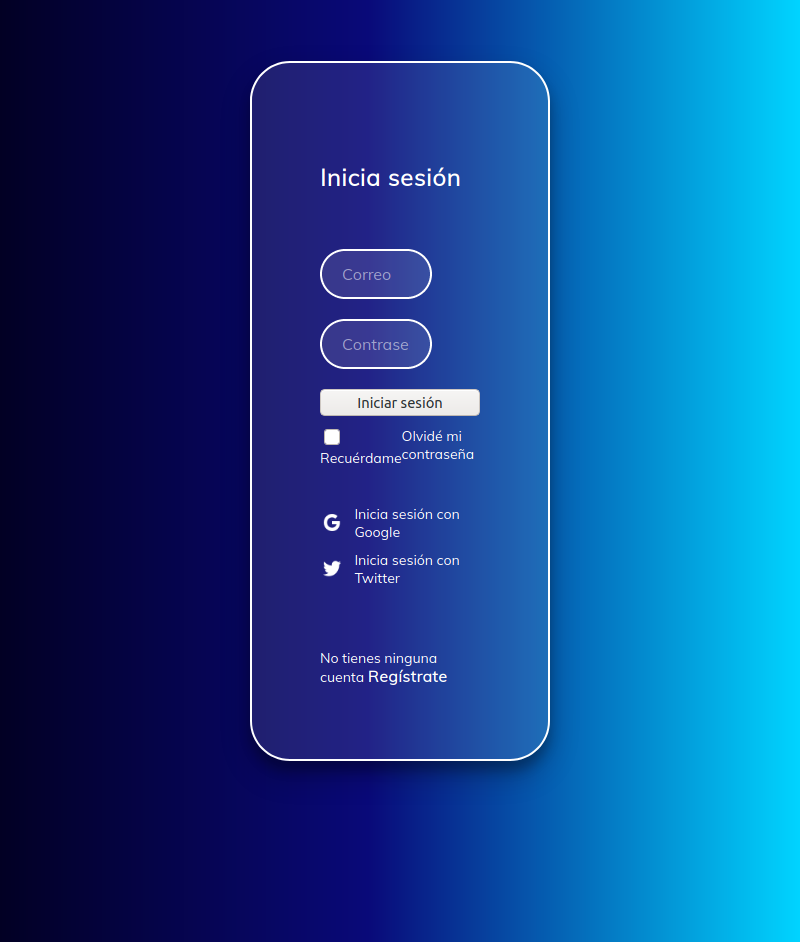 Inicia sesión
Correo
Contrase
Iniciar sesión
Recuérdame
Olvidé mi
contraseña
Inicia sesión con
Google
Inicia sesión con
Twitter
No tienes ninguna
cuenta Regístrate